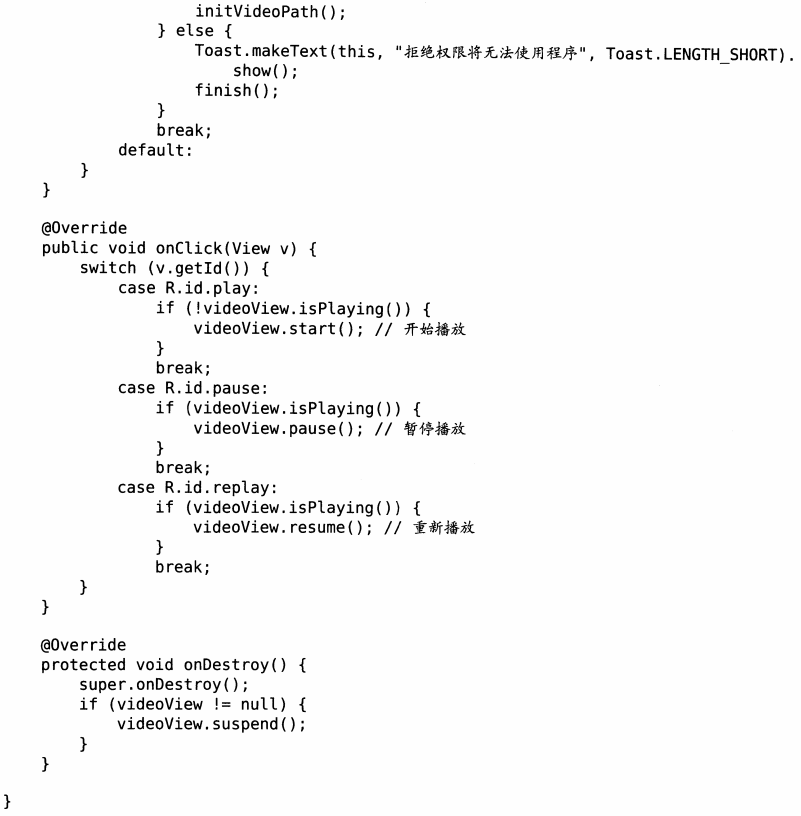 initVideoPath();
                } else {
                    Toast.makeText(this, "拒绝权限将无法使用程序", Toast.LENGTH_SHORT).
                        show();
                    finish();
                }
                break;
            default:
        }
    }

    @Override
    public void onClick(View v) {
        switch (v.getId()) {
            case R.id.play:
                if (!videoView.isPlaying()) {
                    videoView.start(); // 开始播放
                }
                break;
            case R.id.pause:
                if (videoView.isPlaying()) {
                    videoView.pause(); // 暂停播放
                }
                break;
            case R.id.replay:
                if (videoView.isPlaying()) {
                    videoView.resume(); // 重新播放
                }
                break;
        }
    }

    @Override
    protected void onDestroy() {
        super.onDestroy();
        if (videoView != null) {
            videoView.suspend();
        }
    }

}